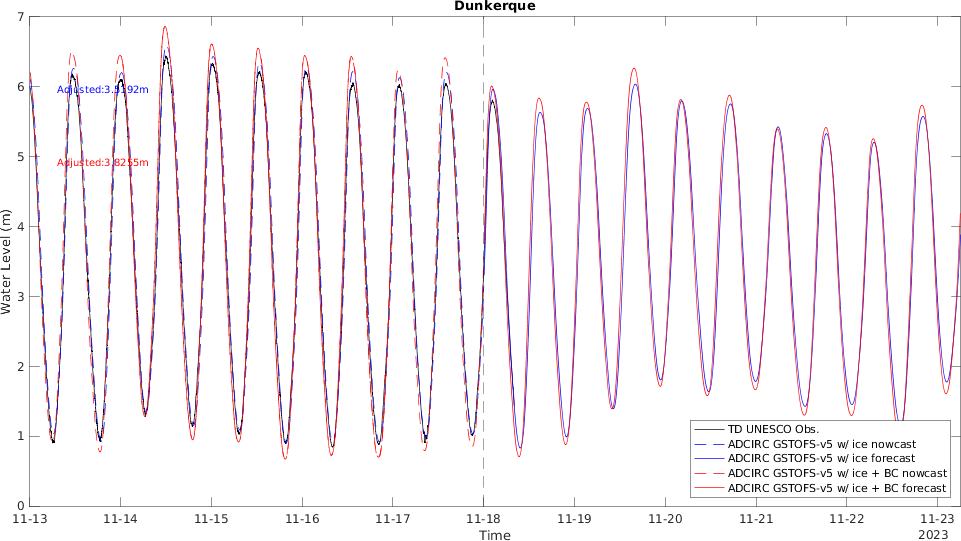 Dunkerque
7
6
5
4
3
2
1
0
Water Level (m)
Adjusted:3.5192m
Adjusted:3.8255m
TD UNESCO Obs.
ADCIRC GSTOFS-v5 w/ ice nowcast
ADCIRC GSTOFS-v5 w/ ice forecast
ADCIRC GSTOFS-v5 w/ ice + BC nowcast
ADCIRC GSTOFS-v5 w/ ice + BC forecast
11-13 11-14 11-15 11-16 11-17 11-18 11-19 11-20 11-21 11-22 11-23
Time
2023